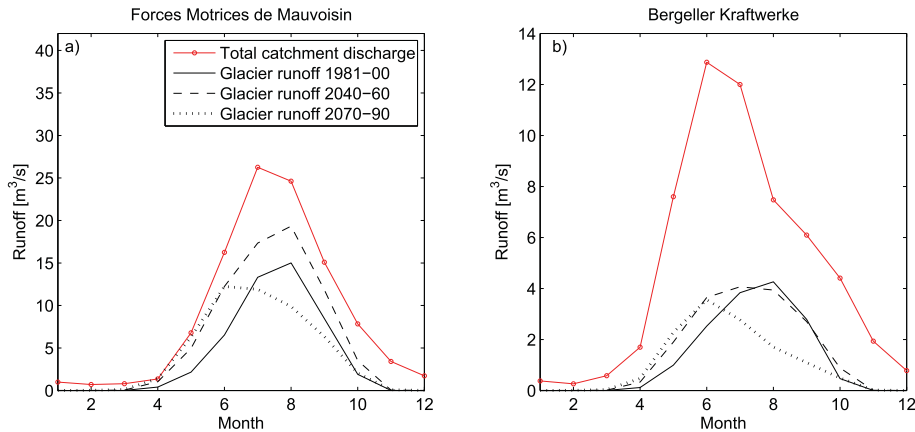 Forces Motrices de Mauvoisin
a)
Total catchment discharge
Glacier runoff 1981−00
Glacier runoff 2040−60
Glacier runoff 2070−90
40
35
30
25
20
15
10
5
0
Runoff [m³/s]
2 4 6 8 10 12
Month
Bergeller Kraftwerke
b)
14
12
10
8
6
4
2
0
Runoff [m³/s]
2 4 6 8 10 12
Month